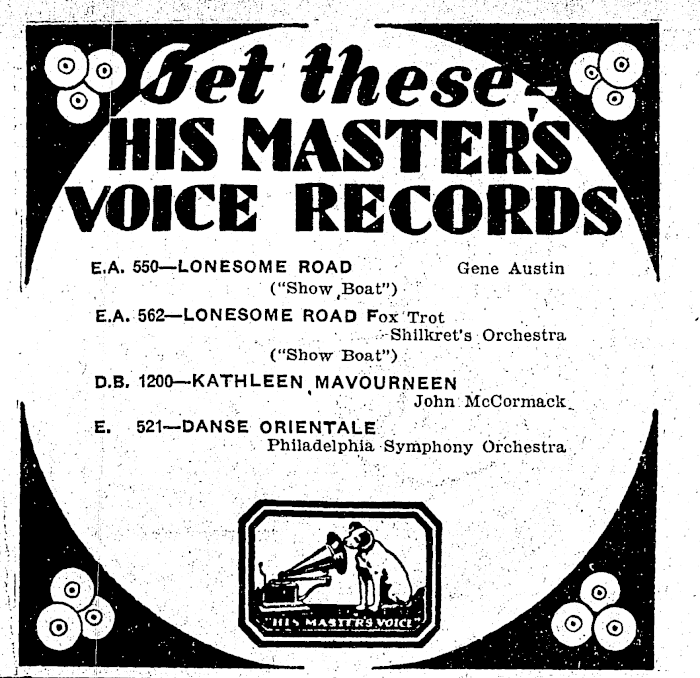 Get these-
HIS MASTER'S
VOICE RECORDS
E.A. 550—LONESOME ROAD Gene Austin
("Show Boat")
E.A. 562—LONESOME ROAD Fox Trot
Shilkret's Orchestra
("Show Boat")
D.B. 1200—KATHLEEN MAVOURNEEN
John McCormack
E. 521—DANSE ORIENTALE
Philadelphia Symphony Orchestra
"HIS MASTER'S VOICE"